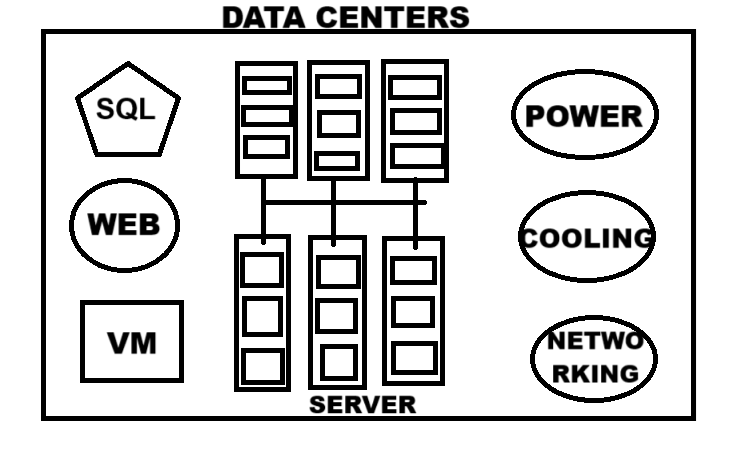 DATA CENTERS
SQL
WEB
VM
POWER
COOLING
NETWO
RKING
SERVER